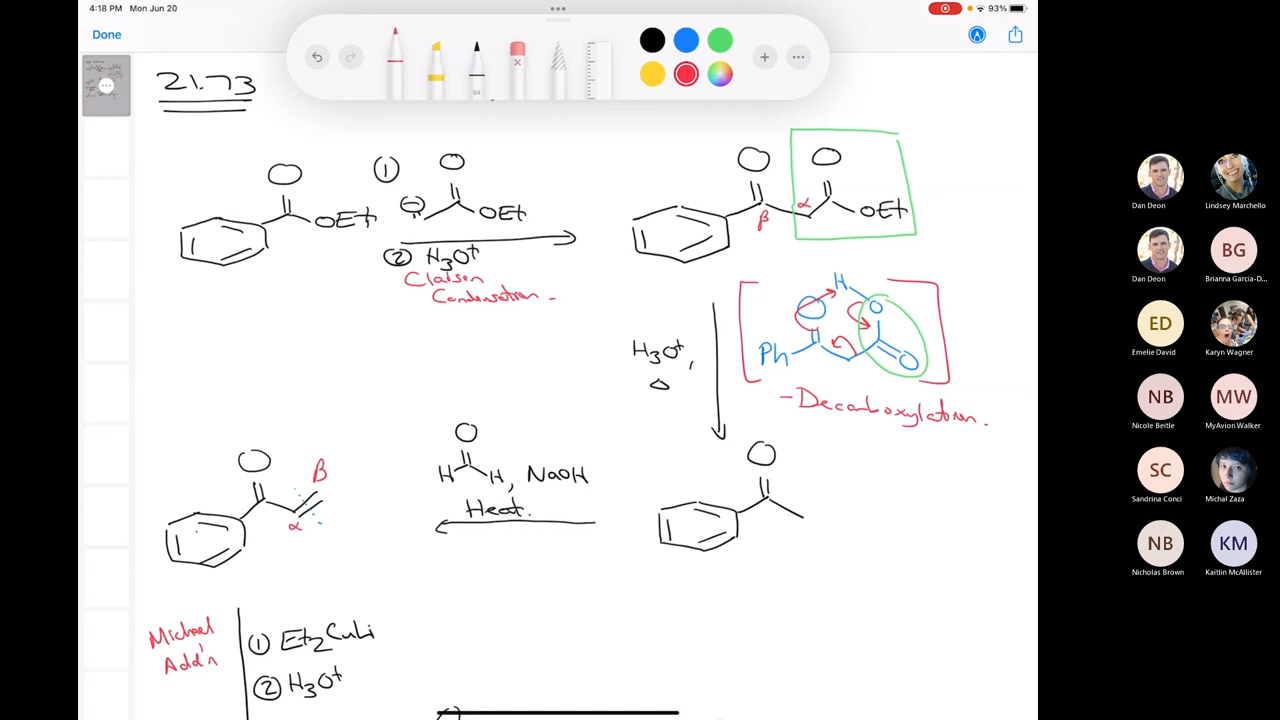 4:18 PM Mon Jun 20
93%
Done
50
21.73
O
OEt
①
O
⊖
OEt
② H₃O⁺
Claisen
Condensation
O
O
β
α
OEt
H₃O⁺,
△
H
O
O
Ph
O
- Decarboxylation.
O
O
H
H, NaOH
Heat.
O
β
α
Michael
Add'n
① Et₂CuLi
② H₃O⁺
Dan Deon
Lindsey Marchello
BG
Dan Deon
Brianna Garcia-D...
ED
Emelie David
Karyn Wagner
NB
MW
Nicole Beitle
MyAvion Walker
SC
Sandrina Conci
Michal Zaza
NB
KM
Nicholas Brown
Kaitlin McAllister